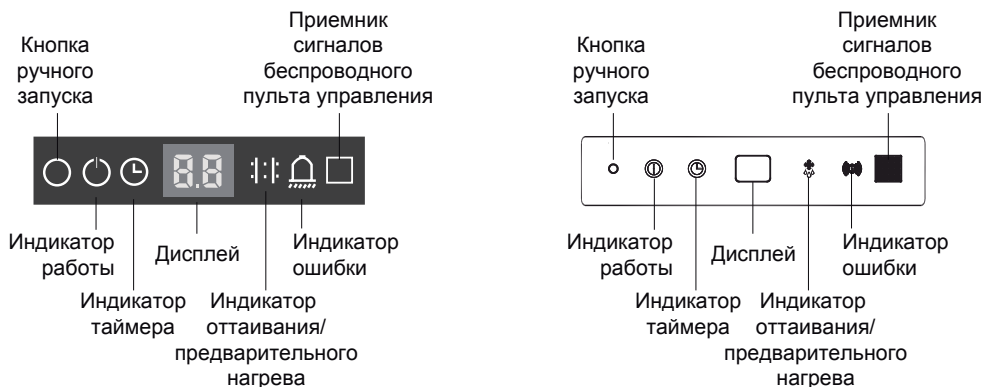 Кнопка
ручного
запуска
Приемник
сигналов
беспроводного
пульта управления
8.8
Индикатор
работы
Индикатор
таймера
Дисплей
Индикатор
оттаивания/
предварительного
нагрева
Индикатор
ошибки
Кнопка
ручного
запуска
Приемник
сигналов
беспроводного
пульта управления
Индикатор
работы
Индикатор
таймера
Дисплей
Индикатор
оттаивания/
предварительного
нагрева
Индикатор
ошибки